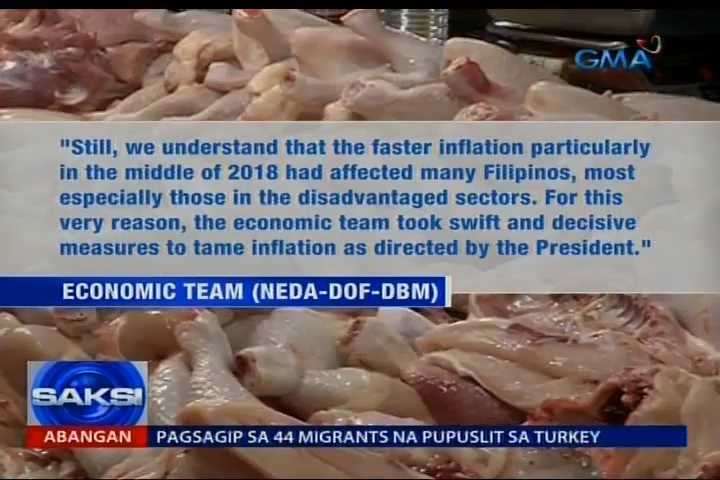 GMA
"Still, we understand that the faster inflation particularly
in the middle of 2018 had affected many Filipinos, most
especially those in the disadvantaged sectors. For this
very reason, the economic team took swift and decisive
measures to tame inflation as directed by the President."
ECONOMIC TEAM (NEDA-DOF-DBM)
SAKSI
ABANGAN PAGSAGIP SA 44 MIGRANTS NA PUPUSLIT SA TURKEY